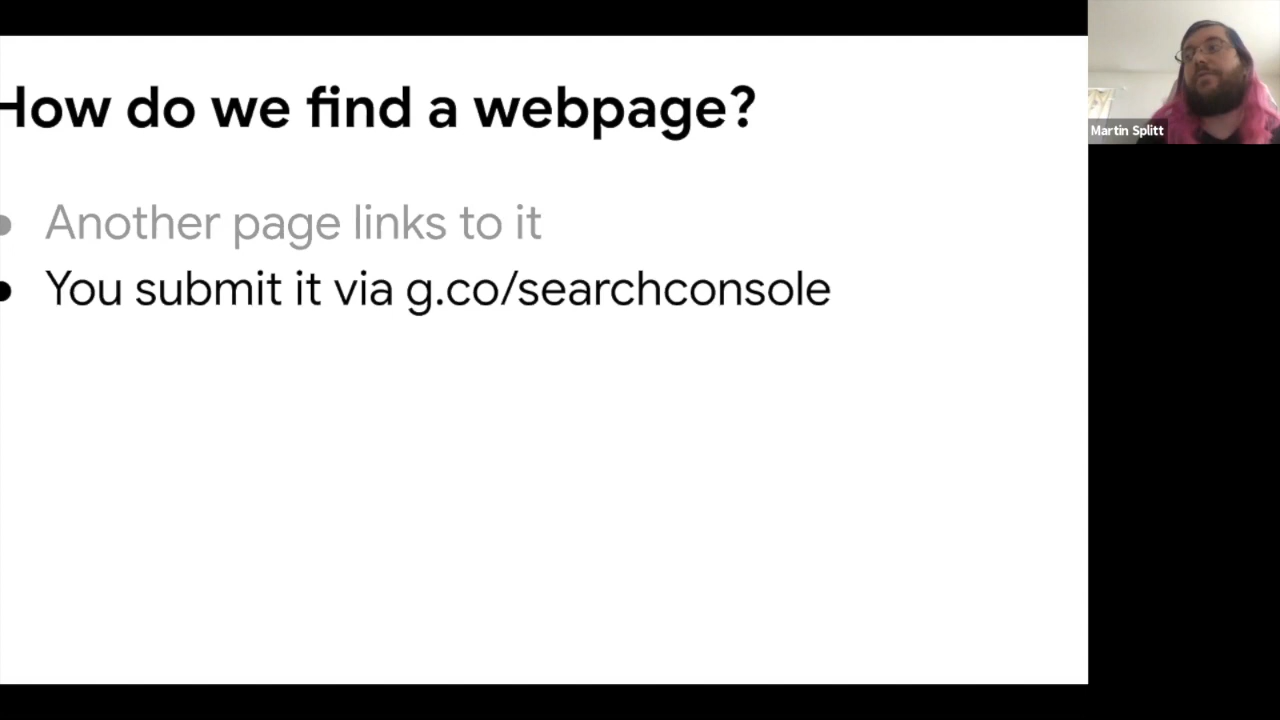 How do we find a webpage?
• Another page links to it
• You submit it via g.co/searchconsole
Martin Splitt